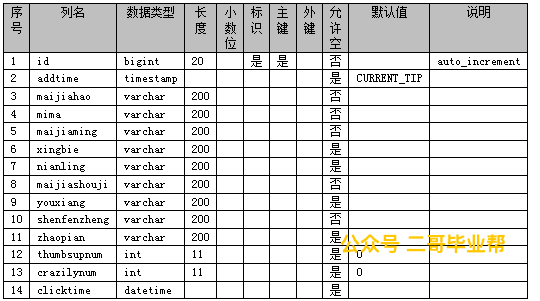 序号 列名 数据类型 长度 小数位 标识 主键 外键 允许空 默认值 说明
1 id bigint 20 是 是 否 auto_increment
2 addtime timestamp 是 CURRENT_TIP
3 maijiahao varchar 200 否
4 mima varchar 200 否
5 maijiaming varchar 200 否
6 xingbie varchar 200 是
7 nianling varchar 200 是
8 maijiashouji varchar 200 否
9 youxiang varchar 200 是
10 shenfenzheng varchar 200 否
11 zhaopian varchar 200 是
公众号 二哥毕业帮
12 thumbsupnum int 11 是 0
13 crazilynum int 11 是 0
14 clicktime datetime 是